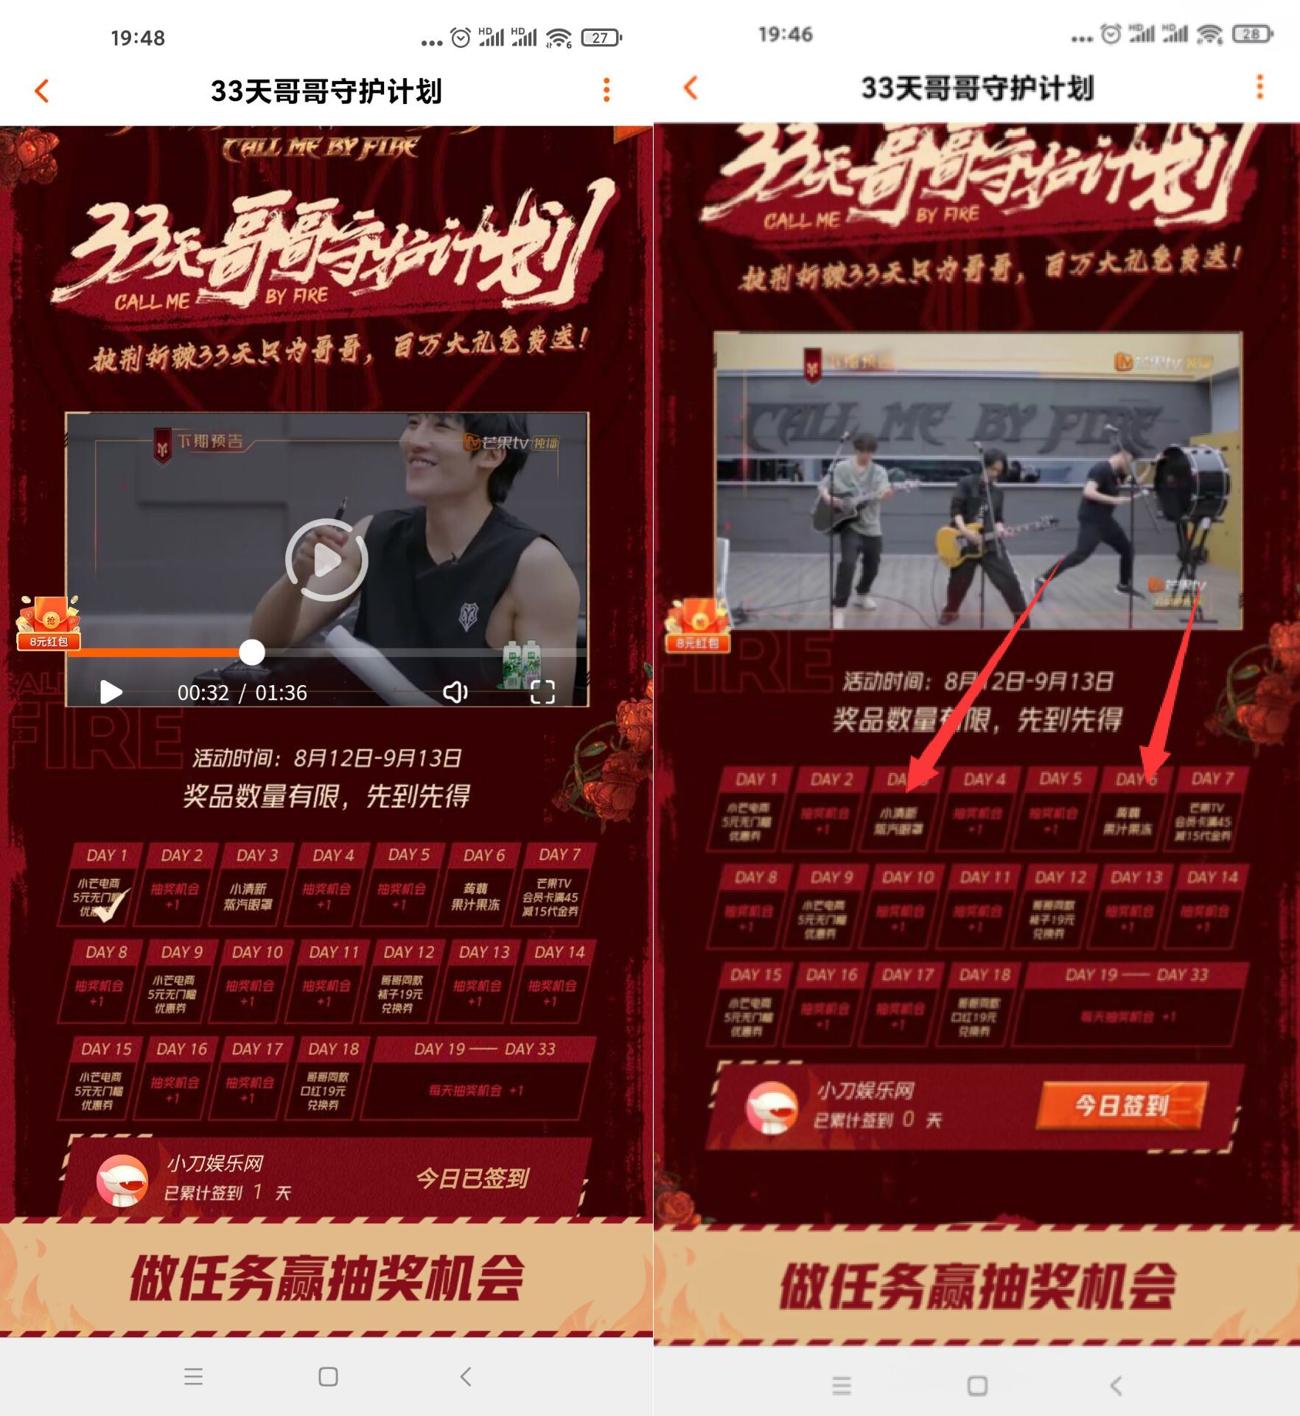 19:48
HD
HD
6
27
33天哥哥守护计划
CALL ME BY FIRE
33天哥哥守护计划
CALL ME BY FIRE
披荆斩棘33天只为哥哥，百万大礼免费送！
下期预告
芒果tv 独播
抢
8元红包
00:32 / 01:36
CALL
FIRE
活动时间：8月12日-9月13日
奖品数量有限，先到先得
DAY 1 DAY 2 DAY 3 DAY 4 DAY 5 DAY 6 DAY 7
小芒电商 5元无门槛 优惠券
抽奖机会 +1
小清新 蒸汽眼罩
抽奖机会 +1
抽奖机会 +1
蒟蒻 果汁果冻
芒果TV 会员卡满45 减15代金券
DAY 8 DAY 9 DAY 10 DAY 11 DAY 12 DAY 13 DAY 14
抽奖机会 +1
小芒电商 5元无门槛 优惠券
抽奖机会 +1
抽奖机会 +1
哥哥同款 裤子19元 兑换券
抽奖机会 +1
抽奖机会 +1
DAY 15 DAY 16 DAY 17 DAY 18 DAY 19 —— DAY 33
小芒电商 5元无门槛 优惠券
抽奖机会 +1
抽奖机会 +1
哥哥同款 口红19元 兑换券
每天抽奖机会 +1
小刀娱乐网
已累计签到 1 天
今日已签到
做任务赢抽奖机会
19:46
HD
HD
6
28
33天哥哥守护计划
33天哥哥守护计划
CALL ME BY FIRE
披荆斩棘33天只为哥哥，百万大礼免费送！
下期预告
芒果tv 独播
CALL ME BY FIRE
芒果tv
抢
8元红包
FIRE
活动时间：8月12日-9月13日
奖品数量有限，先到先得
DAY 1 DAY 2 DAY 4 DAY 5 DAY 6 DAY 7
小芒电商 5元无门槛 优惠券
抽奖机会 +1
小清新 蒸汽眼罩
抽奖机会 +1
抽奖机会 +1
蒟蒻 果汁果冻
芒果TV 会员卡满45 减15代金券
DAY 8 DAY 9 DAY 10 DAY 11 DAY 12 DAY 13 DAY 14
抽奖机会 +1
小芒电商 5元无门槛 优惠券
抽奖机会 +1
抽奖机会 +1
哥哥同款 裤子19元 兑换券
抽奖机会 +1
抽奖机会 +1
DAY 15 DAY 16 DAY 17 DAY 18 DAY 19 —— DAY 33
小芒电商 5元无门槛 优惠券
抽奖机会 +1
抽奖机会 +1
哥哥同款 口红19元 兑换券
每天抽奖机会 +1
小刀娱乐网
已累计签到 0 天
今日签到
做任务赢抽奖机会